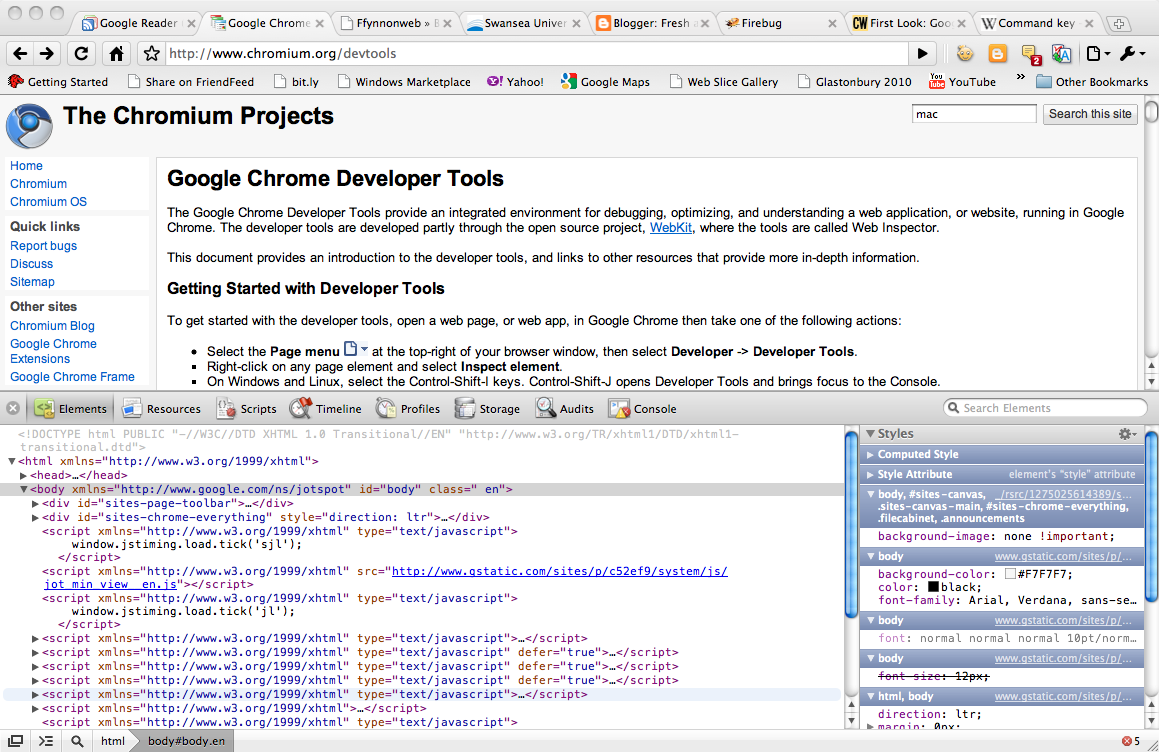 Google Reader
Google Chrome
Ffynnonweb » B
Swansea Univer
Blogger: Fresh a
Firebug
First Look: Goo
Command key -
http://www.chromium.org/devtools
2
Getting Started
Share on FriendFeed
bit.ly
Windows Marketplace
Yahoo!
Google Maps
Web Slice Gallery
Glastonbury 2010
YouTube
»
Other Bookmarks
The Chromium Projects
mac
Search this site
Home
Chromium
Chromium OS
Quick links
Report bugs
Discuss
Sitemap
Other sites
Chromium Blog
Google Chrome
Extensions
Google Chrome Frame
Google Chrome Developer Tools
The Google Chrome Developer Tools provide an integrated environment for debugging, optimizing, and understanding a web application, or website, running in Google
Chrome. The developer tools are developed partly through the open source project, WebKit, where the tools are called Web Inspector.
This document provides an introduction to the developer tools, and links to other resources that provide more in-depth information.
Getting Started with Developer Tools
To get started with the developer tools, open a web page, or web app, in Google Chrome then take one of the following actions:
• Select the Page menu at the top-right of your browser window, then select Developer -> Developer Tools.
• Right-click on any page element and select Inspect element.
• On Windows and Linux, select the Control-Shift-I keys. Control-Shift-J opens Developer Tools and brings focus to the Console.
Elements
Resources
Scripts
Timeline
Profiles
Storage
Audits
Console
Search Elements
<!DOCTYPE html PUBLIC "-//W3C//DTD XHTML 1.0 Transitional//EN" "http://www.w3.org/TR/xhtml1/DTD/xhtml1-
transitional.dtd">
<html xmlns="http://www.w3.org/1999/xhtml">
<head>…</head>
<body xmlns="http://www.google.com/ns/jotspot" id="body" class=" en">
<div id="sites-page-toolbar">…</div>
<div id="sites-chrome-everything" style="direction: ltr">…</div>
<script xmlns="http://www.w3.org/1999/xhtml" type="text/javascript">
window.jstiming.load.tick('sjl');
</script>
<script xmlns="http://www.w3.org/1999/xhtml" src="http://www.gstatic.com/sites/p/c52ef9/system/js/
jot_min_view__en.js"></script>
<script xmlns="http://www.w3.org/1999/xhtml" type="text/javascript">
window.jstiming.load.tick('jl');
</script>
<script xmlns="http://www.w3.org/1999/xhtml" type="text/javascript">…</script>
<script xmlns="http://www.w3.org/1999/xhtml" type="text/javascript" defer="true">…</script>
<script xmlns="http://www.w3.org/1999/xhtml" type="text/javascript" defer="true">…</script>
<script xmlns="http://www.w3.org/1999/xhtml" type="text/javascript" defer="true">…</script>
<script xmlns="http://www.w3.org/1999/xhtml" type="text/javascript">…</script>
<script xmlns="http://www.w3.org/1999/xhtml">…</script>
<script xmlns="http://www.w3.org/1999/xhtml" type="text/javascript">
Styles
Computed Style
Style Attribute element's "style" attribute
body, #sites-canvas, _/rsrc/1275025614389/s…
.sites-canvas-main, #sites-chrome-everything,
.filecabinet, .announcements
background-image: none !important;
body www.gstatic.com/sites/p/…
background-color: #F7F7F7;
color: black;
font-family: Arial, Verdana, sans-se…
body www.gstatic.com/sites/p/…
font: normal normal normal 10pt/norm…
body www.gstatic.com/sites/p/…
font-size: 12px;
html, body www.gstatic.com/sites/p/…
direction: ltr;
margin: 0px;
html
body#body.en
5